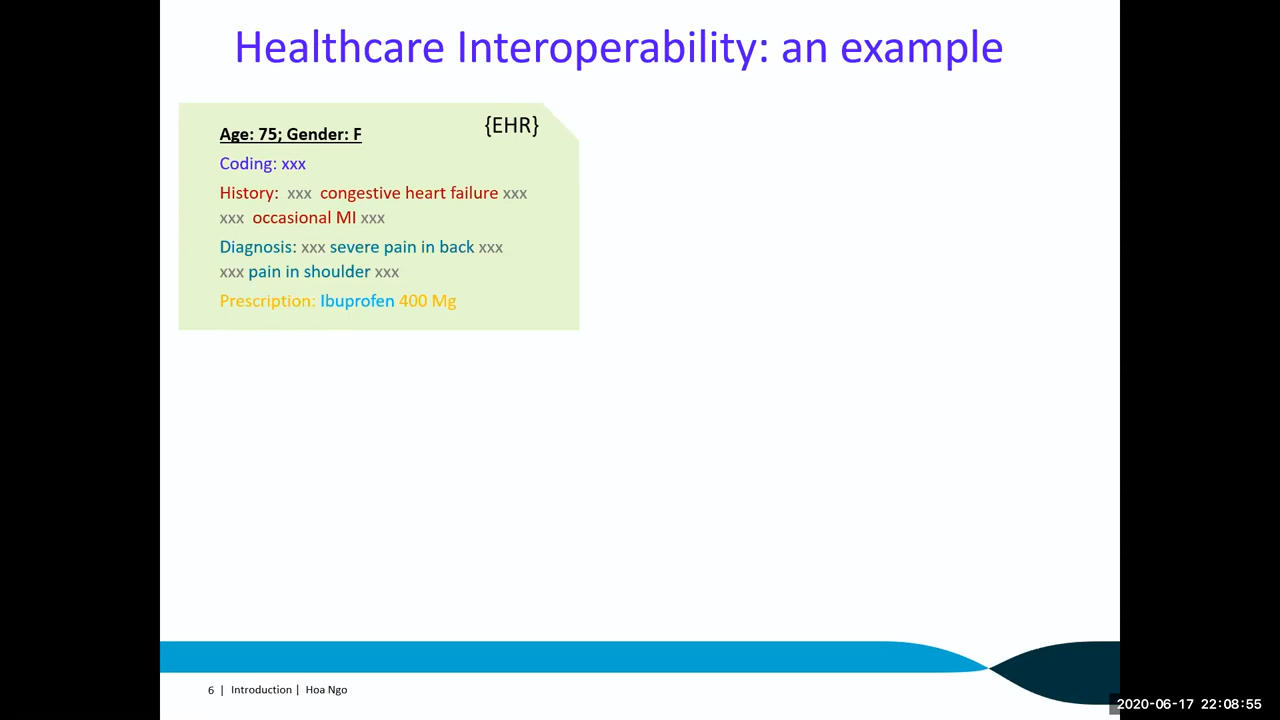 Healthcare Interoperability: an example
{EHR}
Age: 75; Gender: F
Coding: xxx
History: xxx congestive heart failure xxx
xxx occasional MI xxx
Diagnosis: xxx severe pain in back xxx
xxx pain in shoulder xxx
Prescription: Ibuprofen 400 Mg
6 | Introduction | Hoa Ngo
2020-06-17 22:08:55